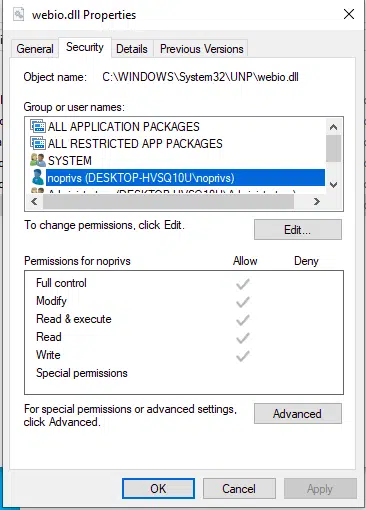 webio.dll Properties
General Security Details Previous Versions
Object name: C:\WINDOWS\System32\UNP\webio.dll
Group or user names:
ALL APPLICATION PACKAGES
ALL RESTRICTED APP PACKAGES
SYSTEM
noprivs (DESKTOP-HVSQ10U\noprivs)
To change permissions, click Edit.
Edit...
Permissions for noprivs Allow Deny
Full control
Modify
Read & execute
Read
Write
Special permissions
For special permissions or advanced settings,
click Advanced.
Advanced
OK Cancel Apply